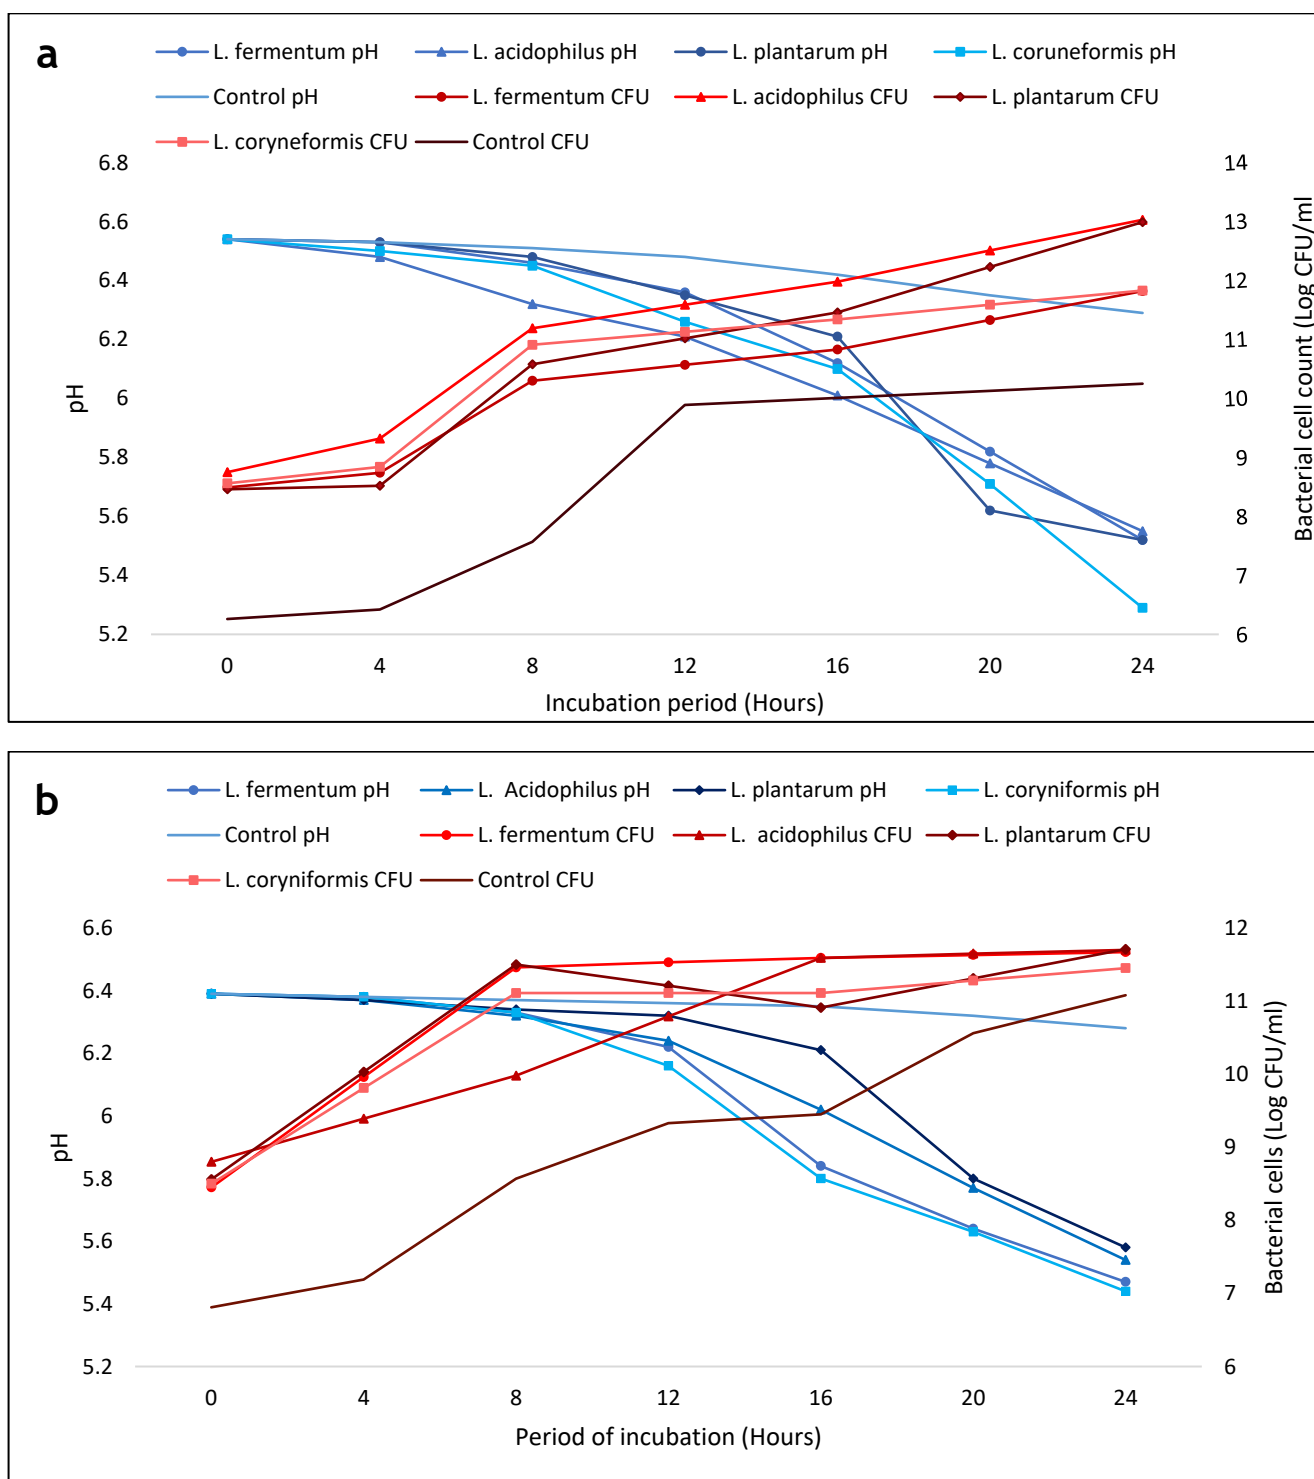 a
L. fermentum pH L. acidophilus pH L. plantarum pH L. coruneformis pH
Control pH L. fermentum CFU L. acidophilus CFU L. plantarum CFU
L. coryneformis CFU Control CFU
6.8 14
6.6 13
6.4 12
6.2 11
6 10
5.8 9
5.6 8
5.4 7
5.2 6
pH
Bacterial cell count (Log CFU/ml
0 4 8 12 16 20 24
Incubation period (Hours)
b
L. fermentum pH L. Acidophilus pH L. plantarum pH L. coryniformis pH
Control pH L. fermentum CFU L. acidophilus CFU L. plantarum CFU
L. coryniformis CFU Control CFU
6.6 12
6.4 11
6.2 10
6 9
5.8 8
5.6 7
5.4 6
5.2
pH
Bacterial cells (Log CFU/ml)
0 4 8 12 16 20 24
Period of incubation (Hours)